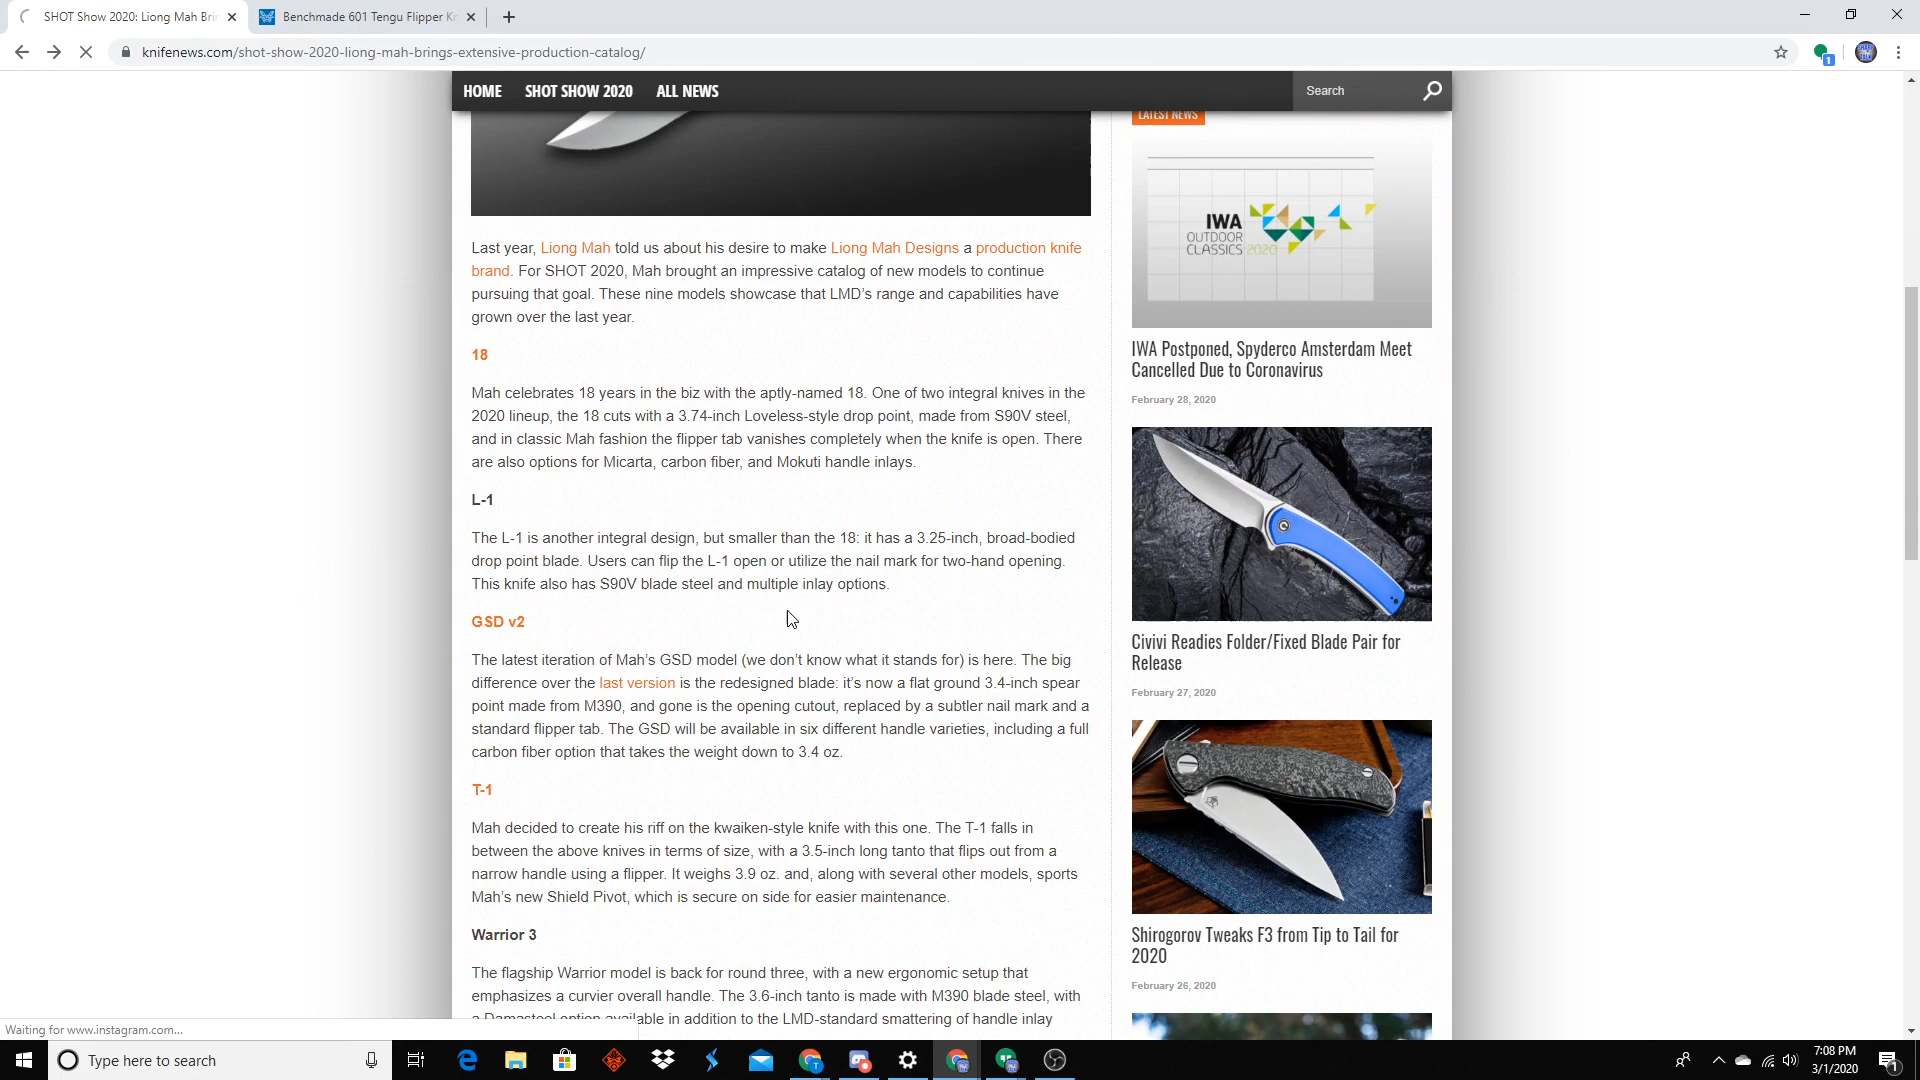 SHOT Show 2020: Liong Mah Brin
Benchmade 601 Tengu Flipper Kn
knifenews.com/shot-show-2020-liong-mah-brings-extensive-production-catalog/
1
HOME SHOT SHOW 2020 ALL NEWS
Search
Last year, Liong Mah told us about his desire to make Liong Mah Designs a production knife
brand. For SHOT 2020, Mah brought an impressive catalog of new models to continue
pursuing that goal. These nine models showcase that LMD’s range and capabilities have
grown over the last year.
18
Mah celebrates 18 years in the biz with the aptly-named 18. One of two integral knives in the
2020 lineup, the 18 cuts with a 3.74-inch Loveless-style drop point, made from S90V steel,
and in classic Mah fashion the flipper tab vanishes completely when the knife is open. There
are also options for Micarta, carbon fiber, and Mokuti handle inlays.
L-1
The L-1 is another integral design, but smaller than the 18: it has a 3.25-inch, broad-bodied
drop point blade. Users can flip the L-1 open or utilize the nail mark for two-hand opening.
This knife also has S90V blade steel and multiple inlay options.
GSD v2
The latest iteration of Mah’s GSD model (we don’t know what it stands for) is here. The big
difference over the last version is the redesigned blade: it’s now a flat ground 3.4-inch spear
point made from M390, and gone is the opening cutout, replaced by a subtler nail mark and a
standard flipper tab. The GSD will be available in six different handle varieties, including a full
carbon fiber option that takes the weight down to 3.4 oz.
T-1
Mah decided to create his riff on the kwaiken-style knife with this one. The T-1 falls in
between the above knives in terms of size, with a 3.5-inch long tanto that flips out from a
narrow handle using a flipper. It weighs 3.9 oz. and, along with several other models, sports
Mah’s new Shield Pivot, which is secure on side for easier maintenance.
Warrior 3
The flagship Warrior model is back for round three, with a new ergonomic setup that
emphasizes a curvier overall handle. The 3.6-inch tanto is made with M390 blade steel, with
a Damasteel option available in addition to the LMD-standard smattering of handle inlay
LATEST NEWS
IWA
OUTDOOR
CLASSICS 2020
IWA Postponed, Spyderco Amsterdam Meet
Cancelled Due to Coronavirus
February 28, 2020
Civivi Readies Folder/Fixed Blade Pair for
Release
February 27, 2020
Shirogorov Tweaks F3 from Tip to Tail for
2020
February 26, 2020
Waiting for www.instagram.com...
Type here to search
7:08 PM
3/1/2020
1